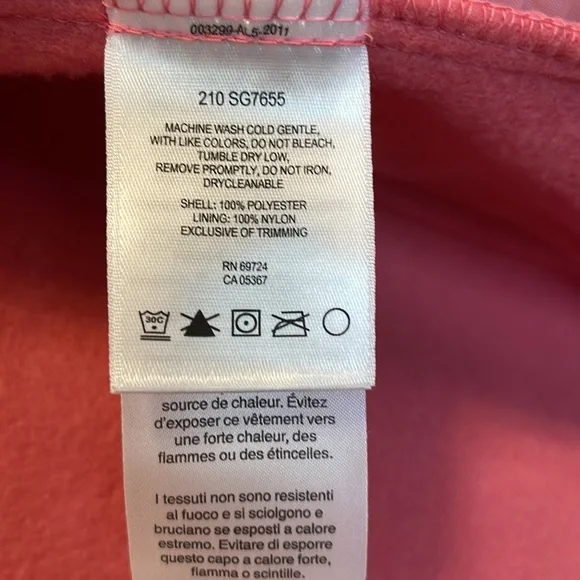 003299-AL5-2011
210 SG7655
MACHINE WASH COLD GENTLE,
WITH LIKE COLORS, DO NOT BLEACH,
TUMBLE DRY LOW,
REMOVE PROMPTLY, DO NOT IRON,
DRYCLEANABLE
SHELL: 100% POLYESTER
LINING: 100% NYLON
EXCLUSIVE OF TRIMMING
RN 69724
CA 05367
30C
source de chaleur. Évitez
d'exposer ce vêtement vers
une forte chaleur, des
flammes ou des étincelles.
I tessuti non sono resistenti
al fuoco e si sciolgono e
bruciano se esposti a calore
estremo. Evitare di esporre
questo capo a calore forte,
fiamma o scintille.